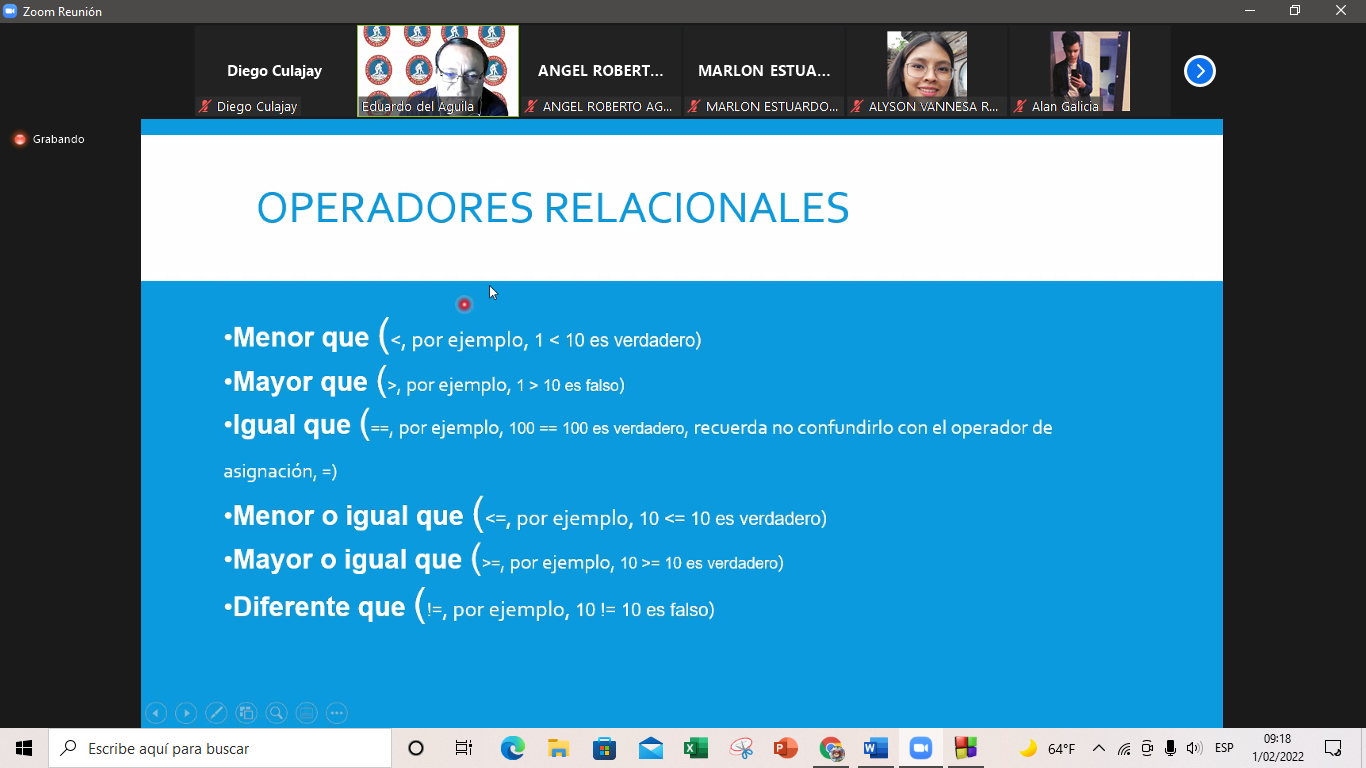 Zoom Reunión
Diego Culajay
ANGEL ROBERT...
MARLON ESTUA...
Diego Culajay
Eduardo del Aguila
ANGEL ROBERTO AG...
MARLON ESTUARDO...
ALYSON VANNESA R...
Alan Galicia
Grabando
OPERADORES RELACIONALES
•Menor que (<, por ejemplo, 1 < 10 es verdadero)
•Mayor que (>, por ejemplo, 1 > 10 es falso)
•Igual que (==, por ejemplo, 100 == 100 es verdadero, recuerda no confundirlo con el operador de
asignación, =)
•Menor o igual que (<=, por ejemplo, 10 <= 10 es verdadero)
•Mayor o igual que (>=, por ejemplo, 10 >= 10 es verdadero)
•Diferente que (!=, por ejemplo, 10 != 10 es falso)
Escribe aquí para buscar
64°F
ESP
09:18
1/02/2022